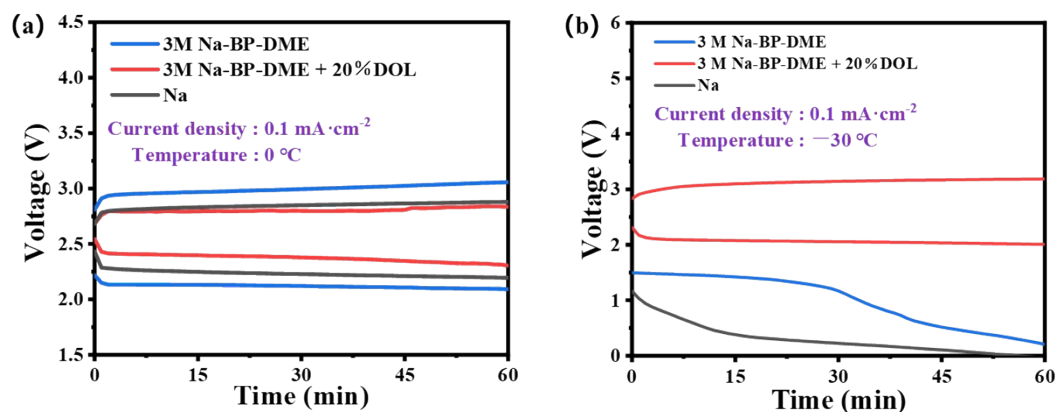 (a)
4.5
4.0
3.5
3.0
2.5
2.0
1.5
Voltage (V)
3M Na-BP-DME
3M Na-BP-DME + 20%DOL
Na
Current density : 0.1 mA·cm⁻²
Temperature : 0 ℃
0 15 30 45 60
Time (min)
(b)
6
5
4
3
2
1
0
Voltage (V)
3 M Na-BP-DME
3 M Na-BP-DME + 20%DOL
Na
Current density : 0.1 mA·cm⁻²
Temperature : —30 ℃
0 15 30 45 60
Time (min)